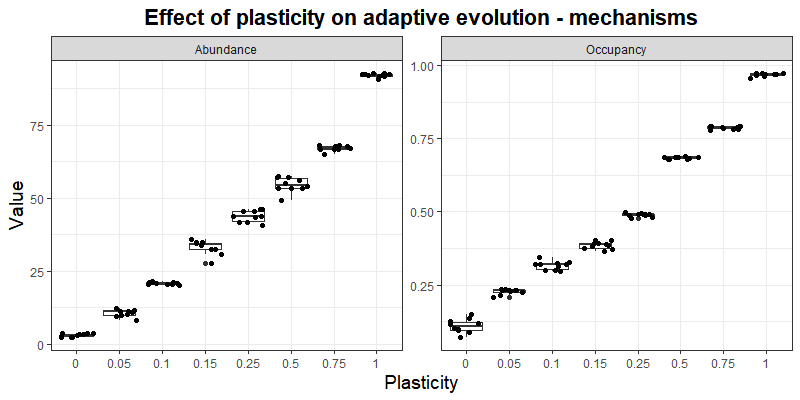 Effect of plasticity on adaptive evolution - mechanisms
Abundance
Occupancy
Value
75
50
25
0
1.00
0.75
0.50
0.25
0 0.05 0.1 0.15 0.25 0.5 0.75 1
0 0.05 0.1 0.15 0.25 0.5 0.75 1
Plasticity